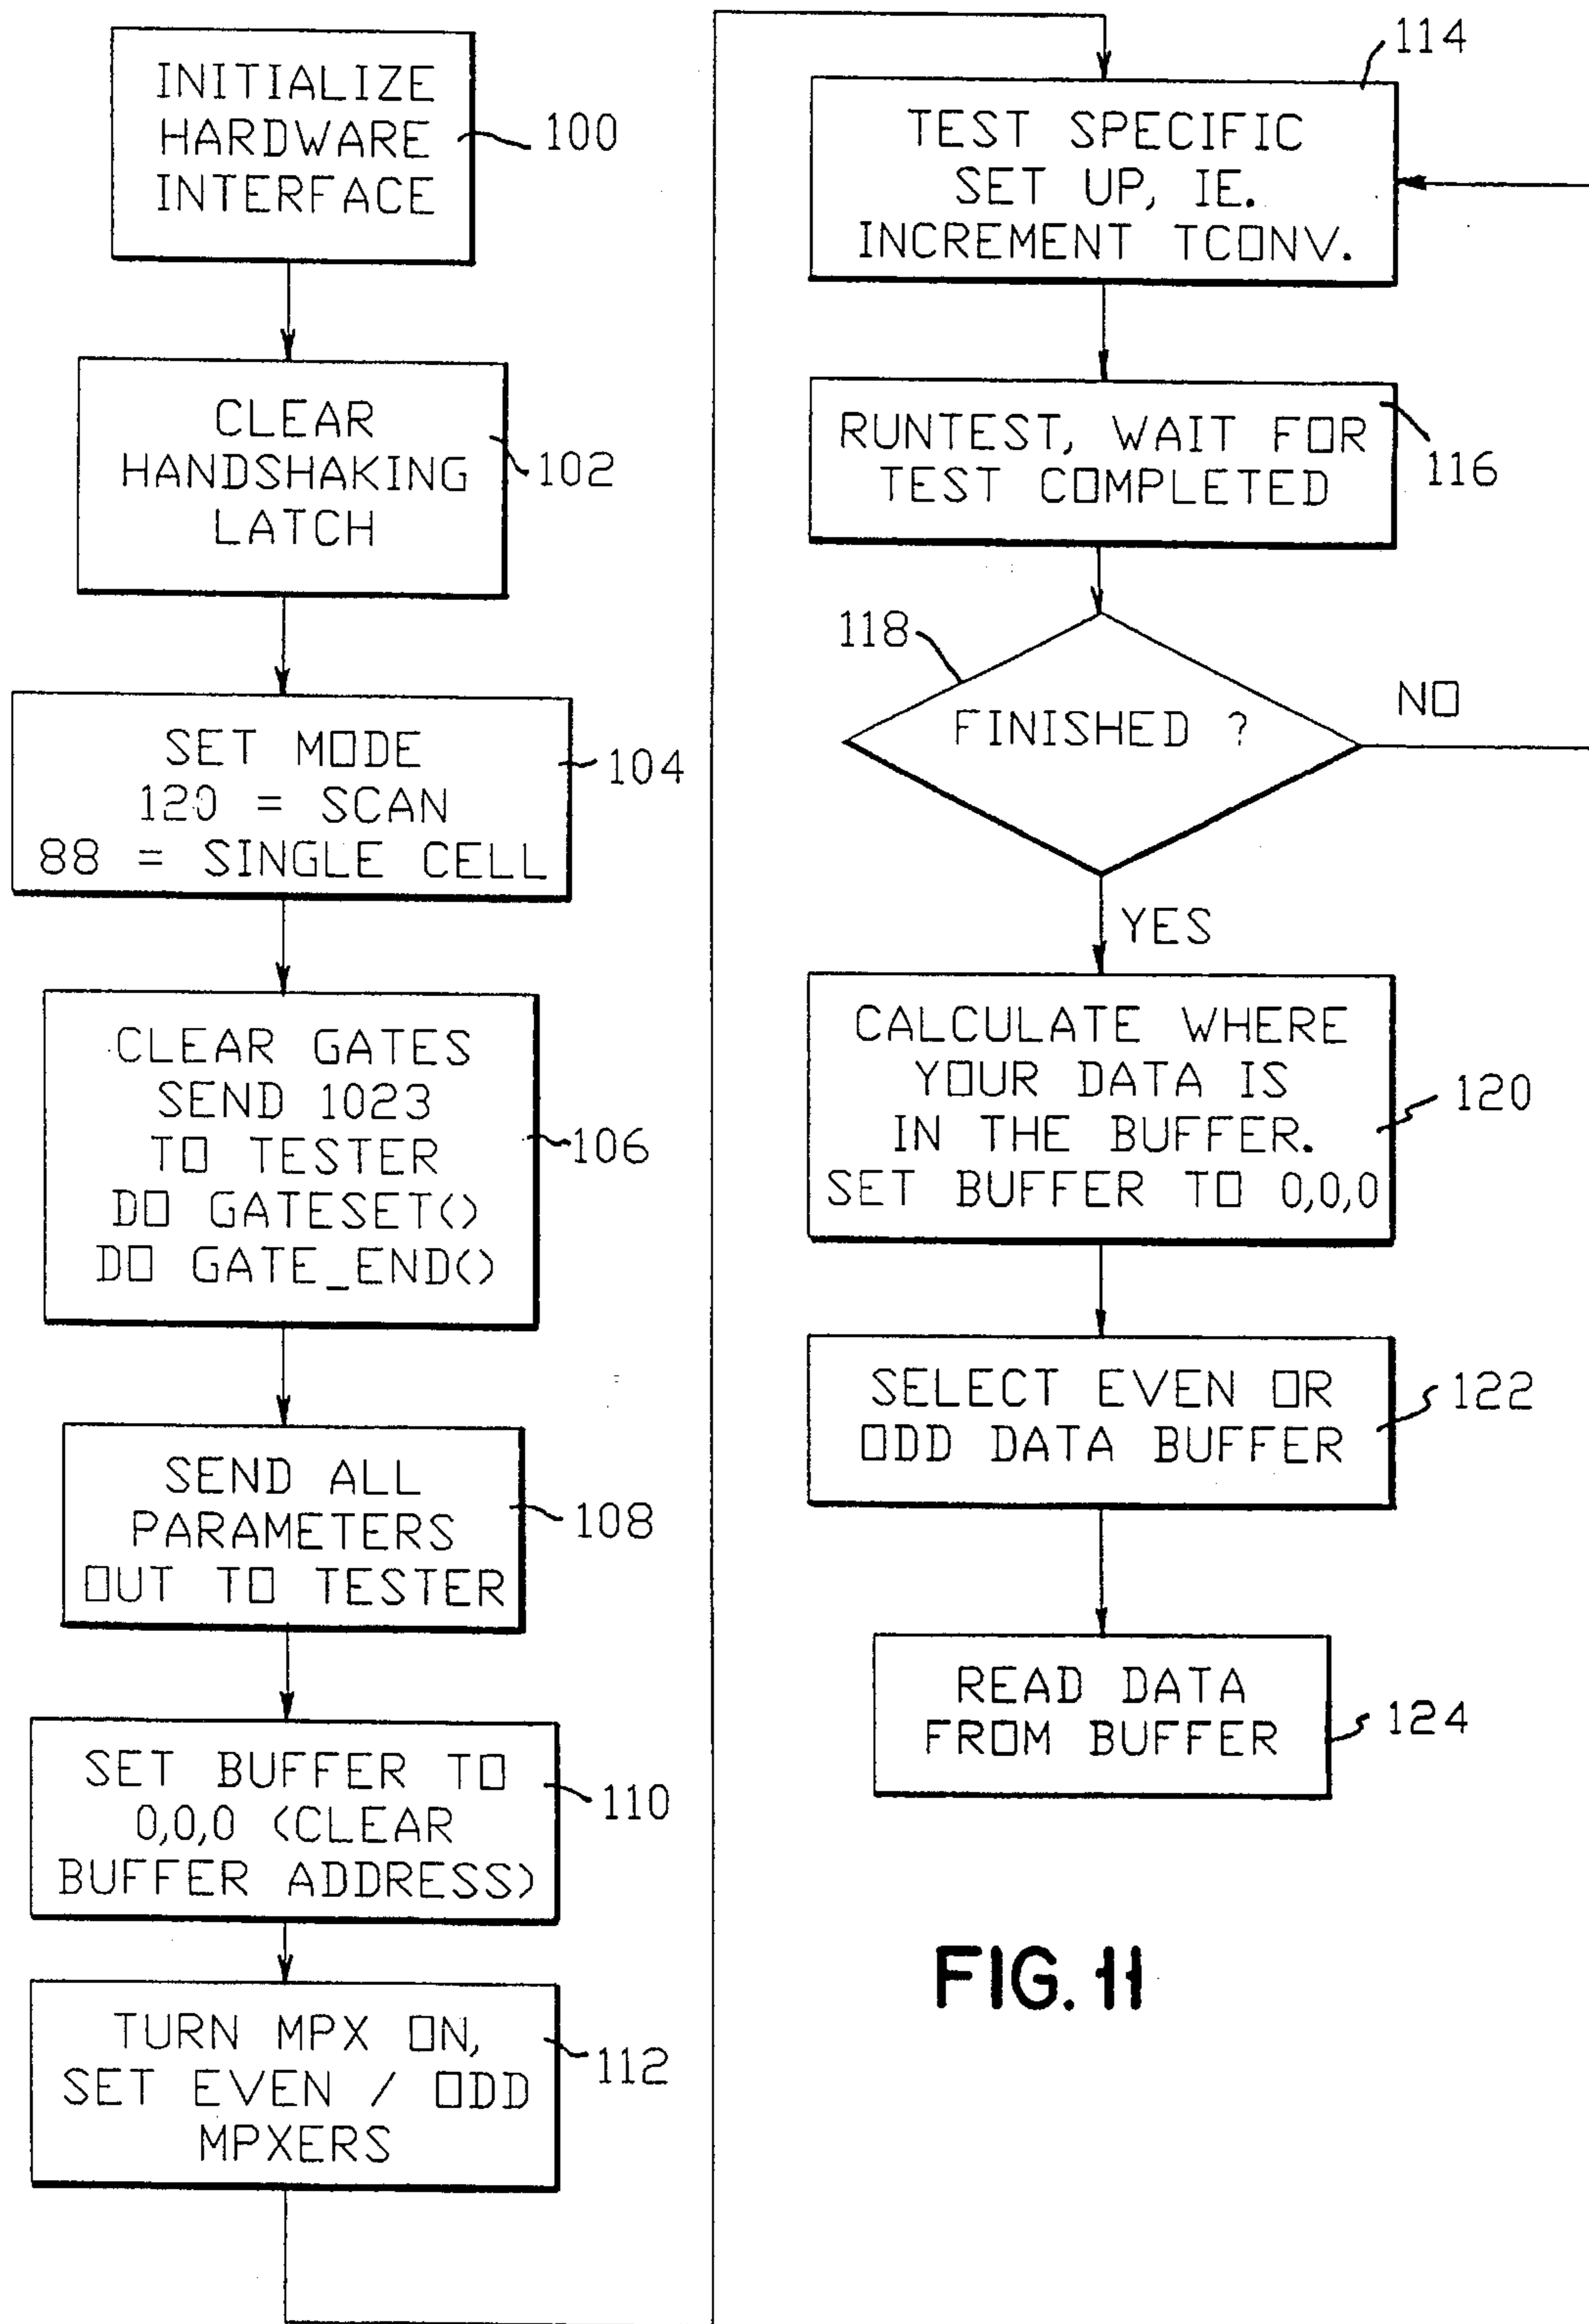 INITIALIZE
HARDWARE
INTERFACE
100
CLEAR
HANDSHAKING
LATCH
102
SET MODE
120 = SCAN
88 = SINGLE CELL
104
CLEAR GATES
SEND 1023
TO TESTER
DO GATESET()
DO GATE_END()
106
SEND ALL
PARAMETERS
OUT TO TESTER
108
SET BUFFER TO
0,0,0 (CLEAR
BUFFER ADDRESS)
110
TURN MPX ON,
SET EVEN / ODD
MPXERS
112
114
TEST SPECIFIC
SET UP, IE.
INCREMENT TCONV.
RUNTEST, WAIT FOR
TEST COMPLETED
116
118
FINISHED ?
NO
YES
CALCULATE WHERE
YOUR DATA IS
IN THE BUFFER.
SET BUFFER TO 0,0,0
120
SELECT EVEN OR
ODD DATA BUFFER
122
READ DATA
FROM BUFFER
124
FIG. 11